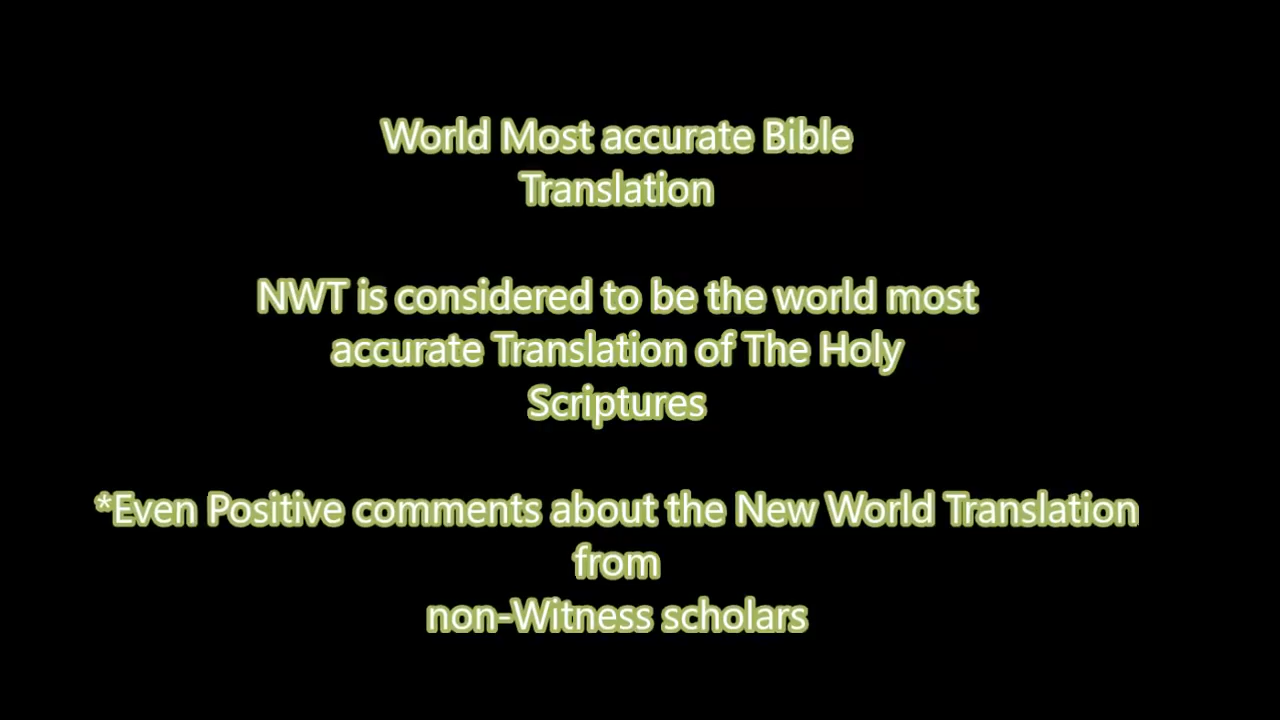 World Most accurate Bible
Translation
NWT is considered to be the world most
accurate Translation of The Holy
Scriptures
*Even Positive comments about the New World Translation
from
non-Witness scholars